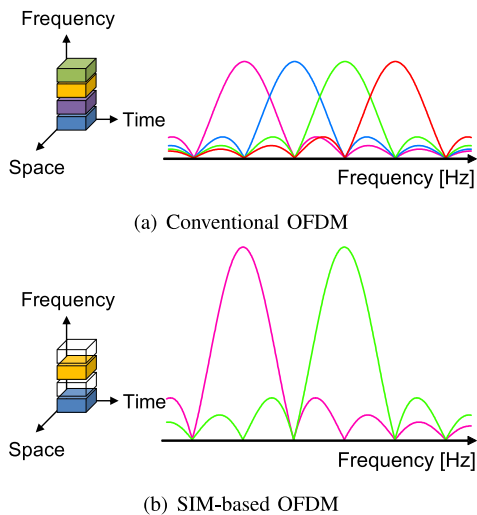 Frequency
Time
Space
Frequency [Hz]
(a) Conventional OFDM
Frequency
Time
Space
Frequency [Hz]
(b) SIM-based OFDM